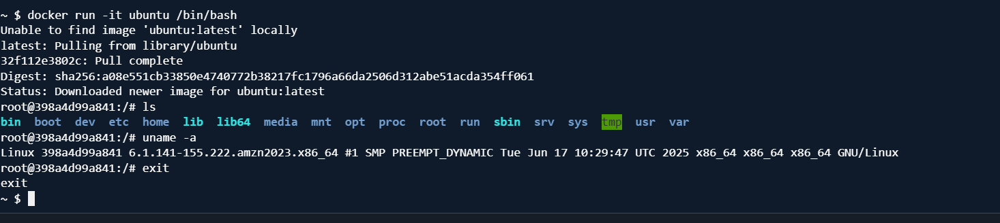 ~ $ docker run -it ubuntu /bin/bash
Unable to find image 'ubuntu:latest' locally
latest: Pulling from library/ubuntu
32f112e3802c: Pull complete
Digest: sha256:a08e551cb33850e4740772b38217fc1796a66da2506d312abe51acda354ff061
Status: Downloaded newer image for ubuntu:latest
root@398a4d99a841:/# ls
bin  boot  dev  etc  home  lib  lib64  media  mnt  opt  proc  root  run  sbin  srv  sys  tmp  usr  var
root@398a4d99a841:/# uname -a
Linux 398a4d99a841 6.1.141-155.222.amzn2023.x86_64 #1 SMP PREEMPT_DYNAMIC Tue Jun 17 10:29:47 UTC 2025 x86_64 x86_64 x86_64 GNU/Linux
root@398a4d99a841:/# exit
exit
~ $